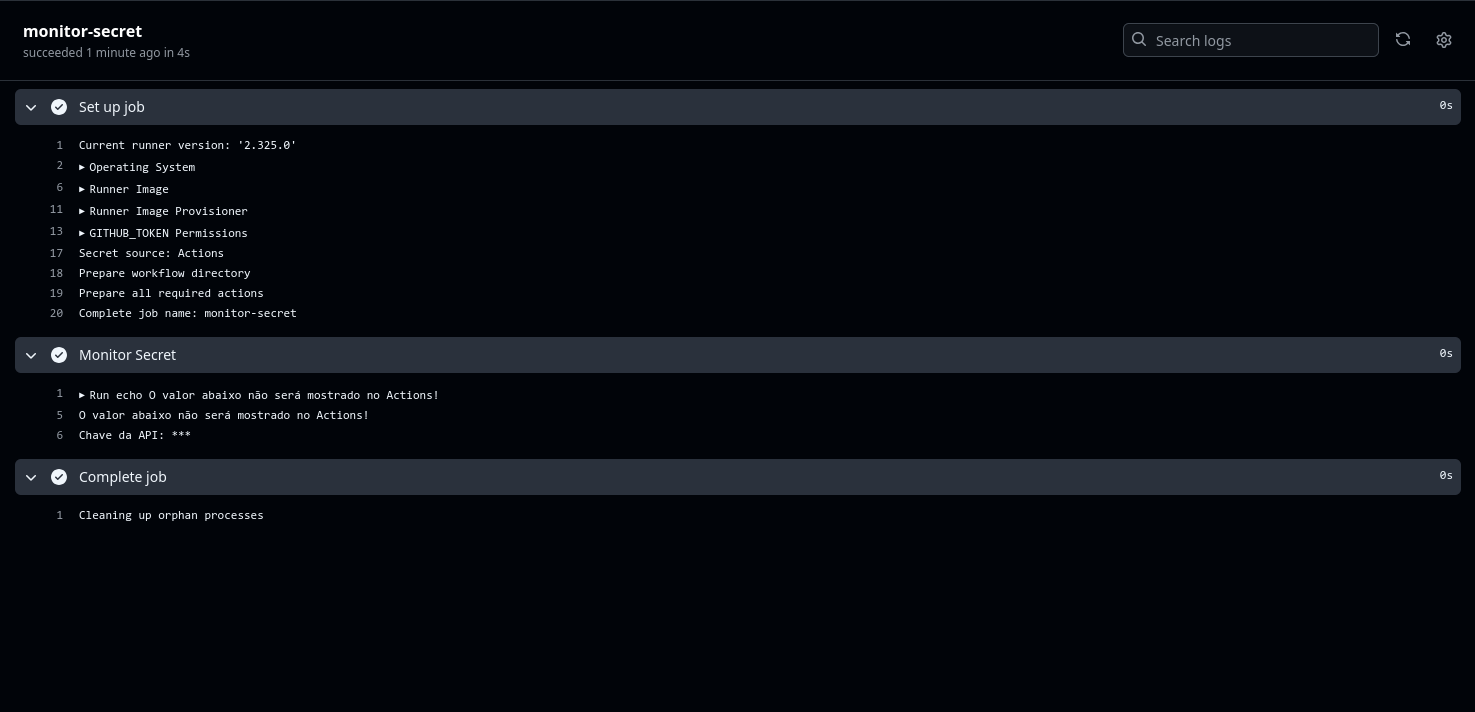 monitor-secret
succeeded 1 minute ago in 4s
Search logs
Set up job 0s
1 Current runner version: '2.325.0'
2 ▸ Operating System
6 ▸ Runner Image
11 ▸ Runner Image Provisioner
13 ▸ GITHUB_TOKEN Permissions
17 Secret source: Actions
18 Prepare workflow directory
19 Prepare all required actions
20 Complete job name: monitor-secret
Monitor Secret 0s
1 ▸ Run echo O valor abaixo não será mostrado no Actions!
5 O valor abaixo não será mostrado no Actions!
6 Chave da API: ***
Complete job 0s
1 Cleaning up orphan processes